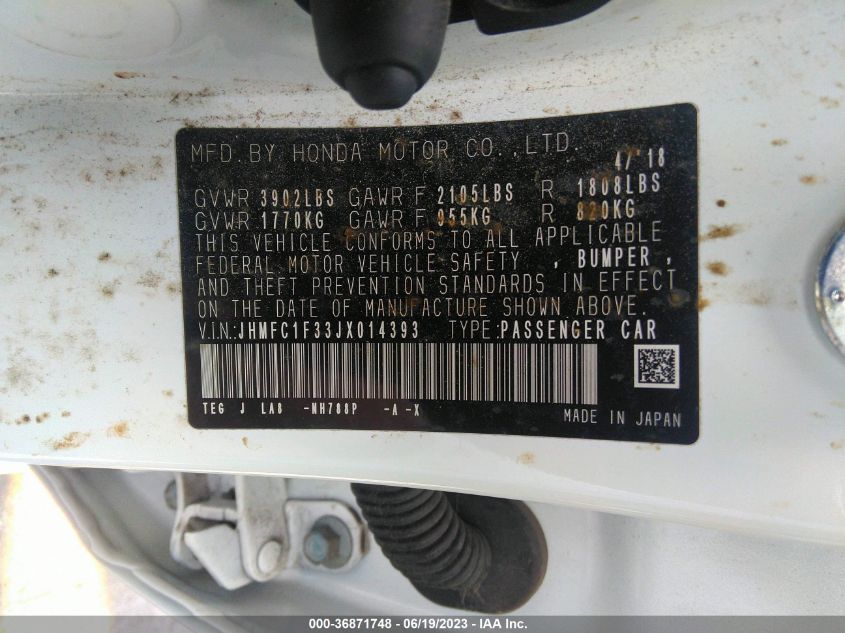 MFD. BY HONDA MOTOR CO., LTD. 4/'18
GVWR 3902LBS GAWR F 2105LBS R 1808LBS
GVWR 1770KG GAWR F 955KG R 820KG
THIS VEHICLE CONFORMS TO ALL APPLICABLE
FEDERAL MOTOR VEHICLE SAFETY , BUMPER ,
AND THEFT PREVENTION STANDARDS IN EFFECT
ON THE DATE OF MANUFACTURE SHOWN ABOVE.
V.I.N.:JHMFC1F33JX014393 TYPE:PASSENGER CAR
TEG J LA8 -NH788P -A -X
MADE IN JAPAN
000-36871748 - 06/19/2023 - IAA Inc.